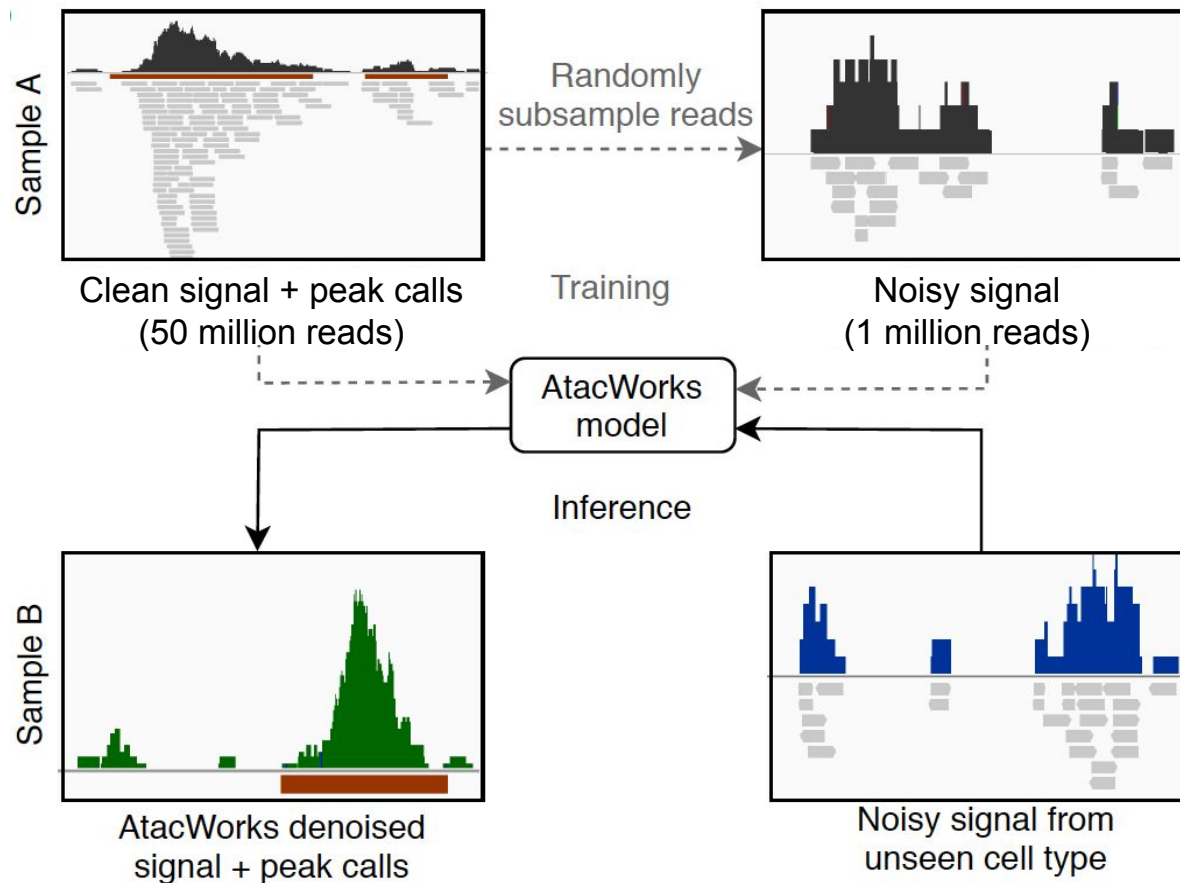 Sample A
Randomly
subsample reads
Clean signal + peak calls
(50 million reads)
Training
Noisy signal
(1 million reads)
AtacWorks
model
Inference
Sample B
AtacWorks denoised
signal + peak calls
Noisy signal from
unseen cell type